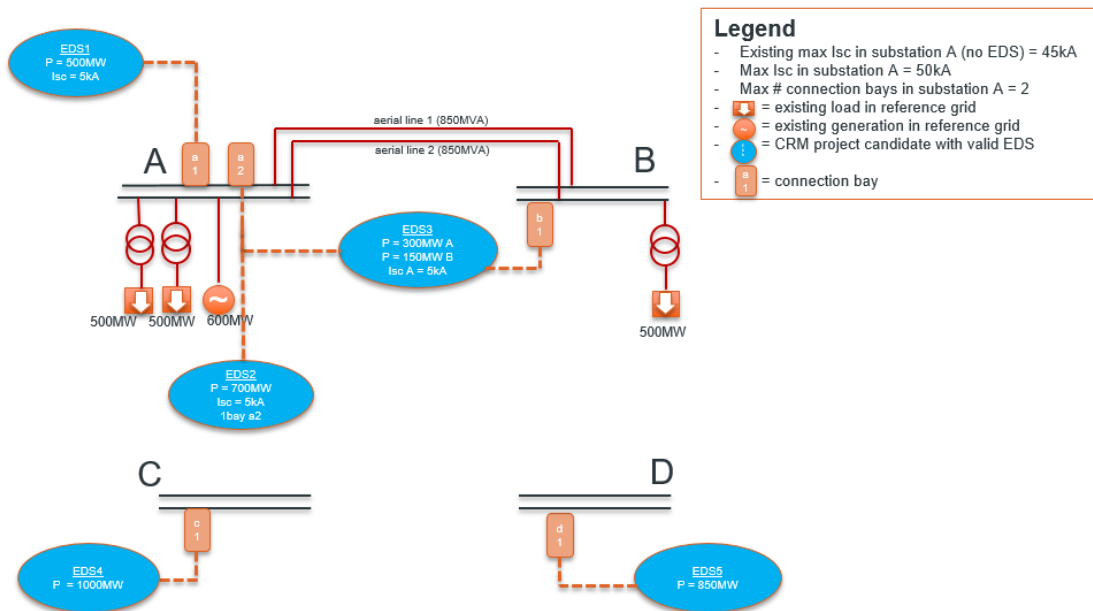 EDS1
P = 500MW
Isc = 5kA
Legend
- Existing max Isc in substation A (no EDS) = 45kA
- Max Isc in substation A = 50kA
- Max # connection bays in substation A = 2
- = existing load in reference grid
~ = existing generation in reference grid
- = CRM project candidate with valid EDS
- a 1 = connection bay
aerial line 1 (850MVA)
aerial line 2 (850MVA)
A
a
1
a
2
B
b
1
EDS3
P = 300MW A
P = 150MW B
Isc A = 5kA
~
500MW
500MW
600MW
500MW
EDS2
P = 700MW
Isc = 5kA
1bay a2
C
D
c
1
d
1
EDS4
P = 1000MW
EDS5
P = 850MW